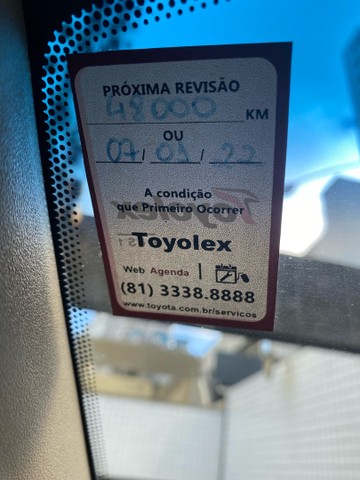 PRÓXIMA REVISÃO
48000 KM
OU
07/03/22
A condição
que Primeiro Ocorrer
Toyolex
Web Agenda
(81) 3338.8888
www.toyota.com.br/servicos